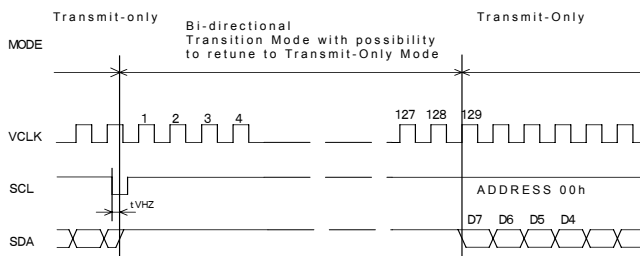 Transmit-only
Bi-directional
Transition Mode with possibility
to retune to Transmit-Only Mode
Transmit-Only
MODE
VCLK
1 2 3 4 127 128 129
SCL
tVHZ
ADDRESS 00h
SDA
D7 D6 D5 D4